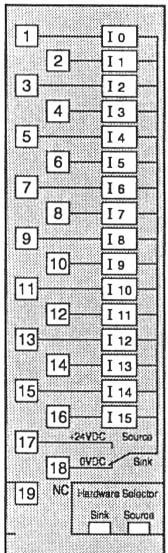 1 I 0
2 I 1
3 I 2
4 I 3
5 I 4
6 I 5
7 I 6
8 I 7
9 I 8
10 I 9
11 I 10
12 I 11
13 I 12
14 I 13
15 I 14
16 I 15
17 +24VDC Source
18 0VDC Sink
19 NC Hardware Selector
Sink Source